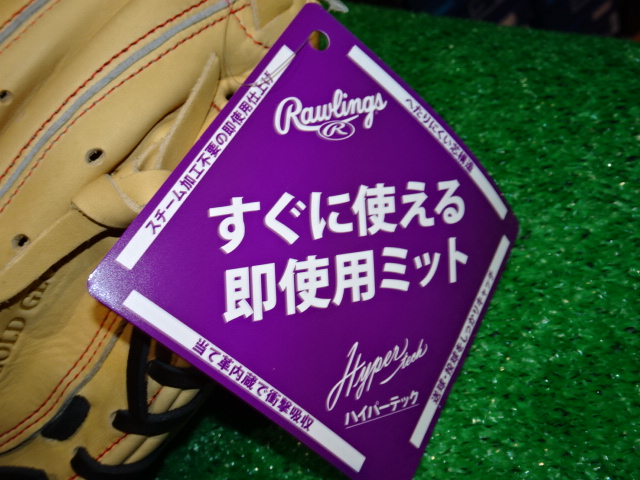 Rawlings
R
スチーム加工不要の即使用仕上げ
へたりにくい芯構造
すぐに使える
即使用ミット
当て革内蔵で衝撃吸収
Hyper tech
ハイパーテック
OLD GL